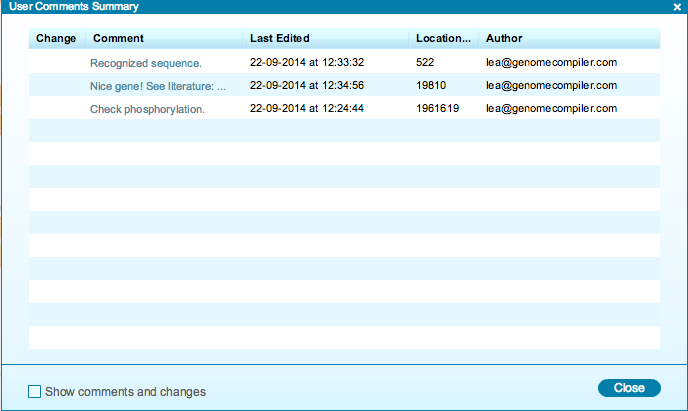 User Comments Summary
Change Comment Last Edited Location... Author
Recognized sequence. 22-09-2014 at 12:33:32 522 lea@genomecompiler.com
Nice gene! See literature: ... 22-09-2014 at 12:34:56 19810 lea@genomecompiler.com
Check phosphorylation. 22-09-2014 at 12:24:44 1961619 lea@genomecompiler.com
Show comments and changes Close